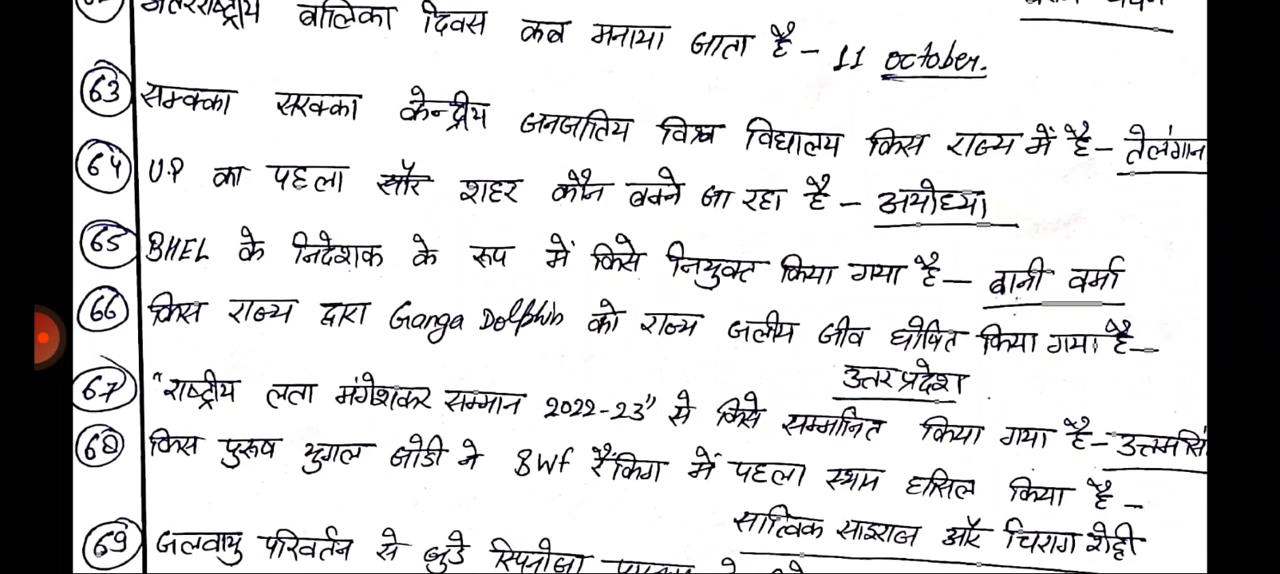 अंतरराष्ट्रीय बालिका दिवस कब मनाया जाता है - 11 october.
63 सम्क्का सरक्का केन्द्रीय जनजातिय विश्व विद्यालय किस राज्य में है - तेलंगान
64 U.P का पहला सौर शहर कौन बनने जा रहा है - अयोध्या
65 BHEL के निदेशक के रूप में किसे नियुक्त किया गया है - बानी वर्मा
66 किस राज्य द्वारा Ganga Dolphin को राज्य जलीय जीव घोषित किया गया है -
उत्तर प्रदेश
67 "राष्ट्रीय लता मंगेशकर सम्मान 2022-23" से किसे सम्मानित किया गया है - उत्तमसिं
68 किस पुरुष युगल जोडी ने BWf रैंकिग में पहला स्थान हासिल किया है -
सात्विक साइराज और चिराग शेट्टी
69 जलवायु परिवर्तन से जुडे स्पिनोजा